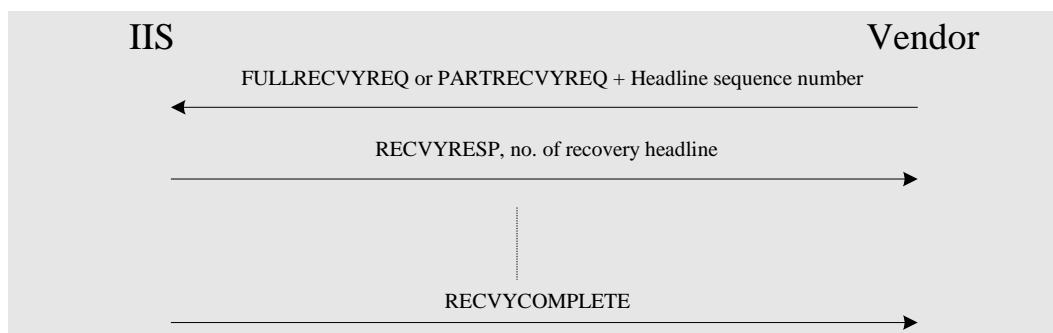 IIS
Vendor
FULLRECVYREQ or PARTRECVYREQ + Headline sequence number
RECVYRESP, no. of recovery headline
RECVYCOMPLETE